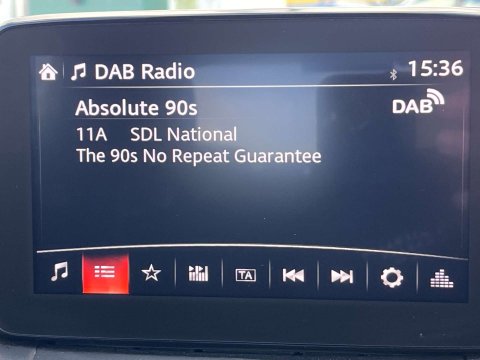 DAB Radio 15:36
Absolute 90s DAB
11A SDL National
The 90s No Repeat Guarantee
TA